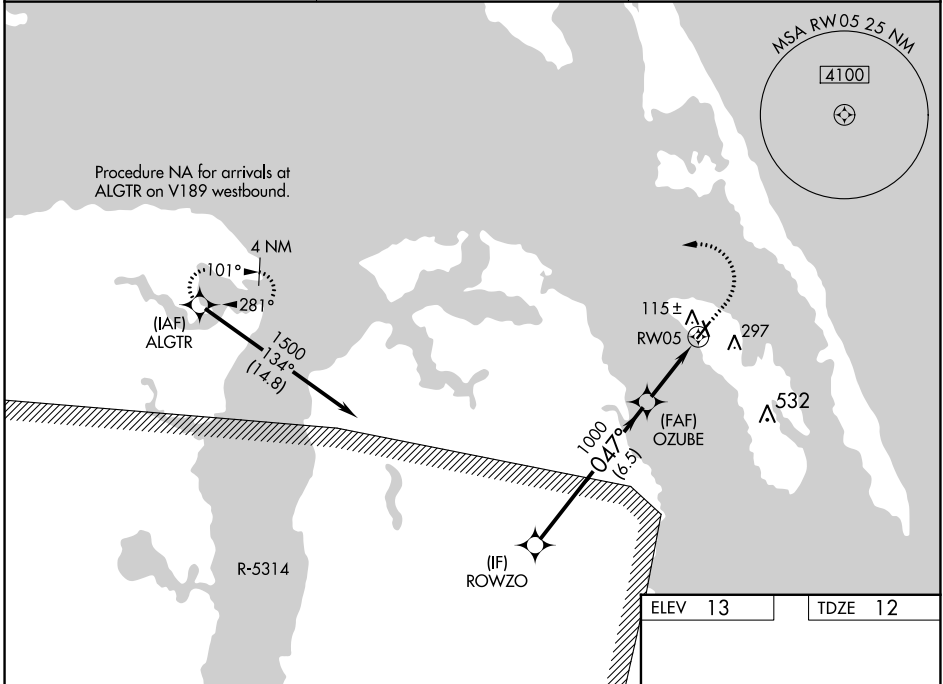 MSA RW05 25 NM
4100
Procedure NA for arrivals at
ALGTR on V189 westbound.
4 NM
101°
281°
(IAF)
ALGTR
1500
134°
(14.8)
115±
RW05
297
532
(FAF)
OZUBE
1000
047°
(6.5)
(IF)
ROWZO
R-5314
ELEV 13
TDZE 12